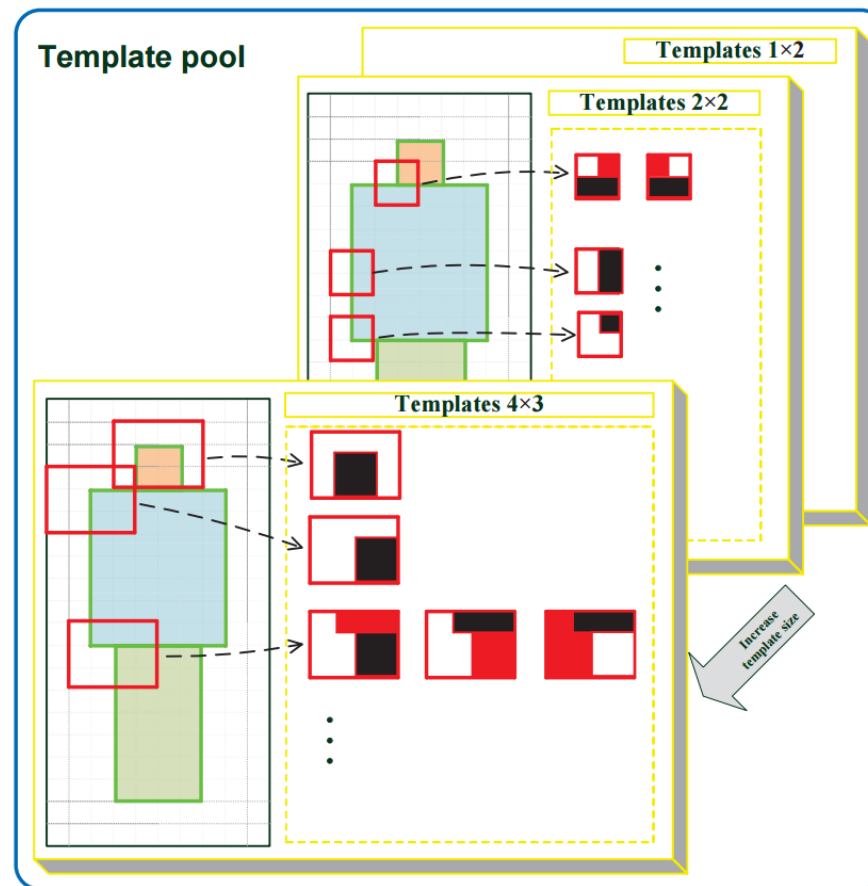 Template pool
Templates 1×2
Templates 2×2
Templates 4×3
Increase
template size